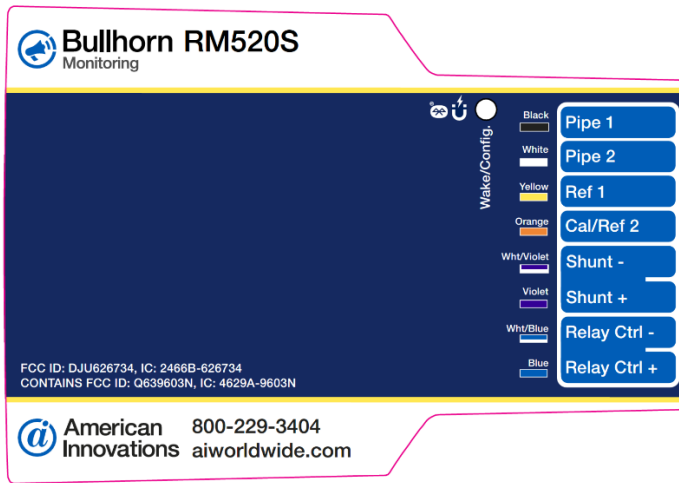 Bullhorn RM520S
Monitoring
Wake/Config.
Black
Pipe 1
White
Pipe 2
Yellow
Ref 1
Orange
Cal/Ref 2
Wht/Violet
Shunt -
Violet
Shunt +
Wht/Blue
Relay Ctrl -
Blue
Relay Ctrl +
FCC ID: DJU626734, IC: 2466B-626734
CONTAINS FCC ID: Q639603N, IC: 4629A-9603N
American Innovations
800-229-3404
aiworldwide.com